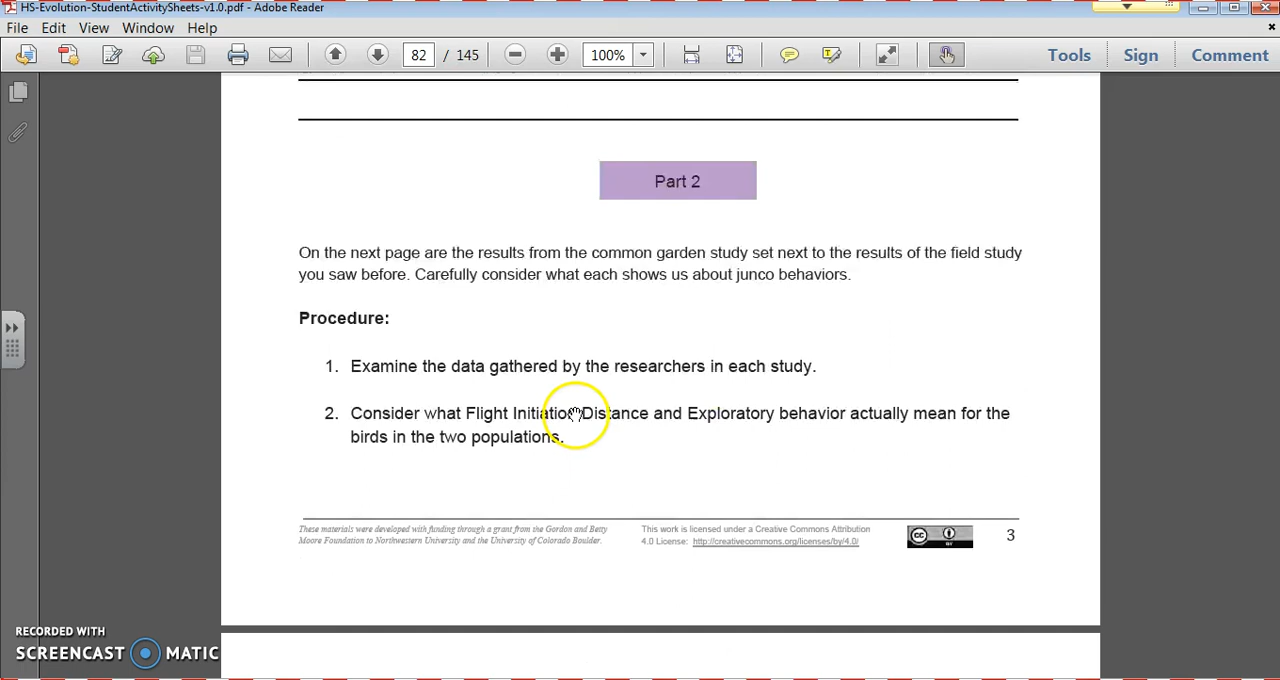 HS-Evolution-StudentActivitySheets-v1.0.pdf - Adobe Reader
File Edit View Window Help
82 / 145 100% Tools Sign Comment
Part 2
On the next page are the results from the common garden study set next to the results of the field study
you saw before. Carefully consider what each shows us about junco behaviors.
Procedure:
1. Examine the data gathered by the researchers in each study.
2. Consider what Flight Initiation Distance and Exploratory behavior actually mean for the
birds in the two populations.
These materials were developed with funding through a grant from the Gordon and Betty
Moore Foundation to Northwestern University and the University of Colorado Boulder.
This work is licensed under a Creative Commons Attribution
4.0 License: http://creativecommons.org/licenses/by/4.0/
cc
BY
3
RECORDED WITH
SCREENCAST MATIC